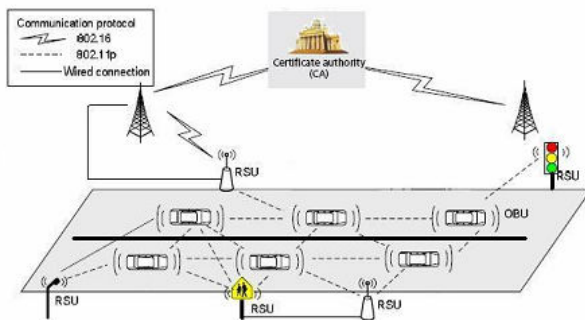 Communication protocol
802.16
802.11p
Wired connection
Certificate authority
(CA)
RSU
RSU
OBU
RSU
RSU
RSU